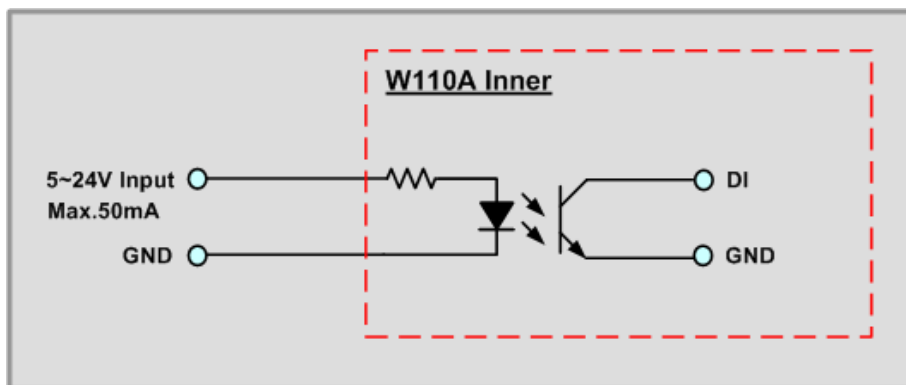 W110A Inner
5~24V Input
Max.50mA
GND
DI
GND